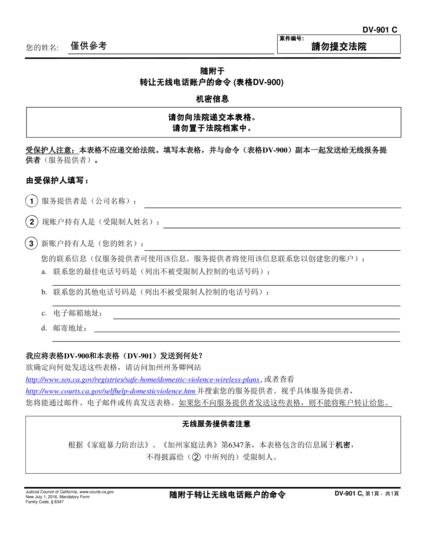 DV-901 C
案件编号:
您的姓名: 僅供參考
請勿提交法院
随附于
转让无线电话账户的命令 (表格DV-900)
机密信息
请勿向法院递交本表格。
请勿置于法院档案中。
受保护人注意：本表格不应递交给法院。填写本表格，并与命令（表格DV-900）副本一起发送给无线服务提
供者（服务提供者）。
由受保护人填写：
1 服务提供者是（公司名称）：
2 现账户持有人是（受限制人姓名）：
3 新账户持有人是（您的姓名）：
您的联系信息（仅服务提供者可使用该信息。服务提供者将使用该信息联系您以创建您的账户）：
a. 联系您的最佳电话号码是（列出不被受限制人控制的电话号码）：
b. 联系您的其他电话号码是（列出不被受限制人控制的电话号码）：
c. 电子邮箱地址：
d. 邮寄地址：
我应将表格DV-900和本表格（DV-901）发送到何处？
欲确定向何处发送这些表格，请访问加州州务卿网站
http://www.sos.ca.gov/registries/safe-home/domestic-violence-wireless-plans，或者查看
http://www.courts.ca.gov/selfhelp-domesticviolence.htm 并搜索您的服务提供者。视乎具体服务提供者，
您将能通过邮件、电子邮件或传真发送表格。如果您不向服务提供者发送这些表格，则不能将账户转让给您。
无线服务提供者注意
根据《家庭暴力防治法》、《加州家庭法典》第6347条，本表格包含的信息属于机密，
不得披露给（2 中所列的）受限制人。
Judicial Council of California, www.courts.ca.gov
New July 1, 2016, Mandatory Form
Family Code, § 6347
随附于转让无线电话账户的命令
DV-901 C, 第1页，共1页